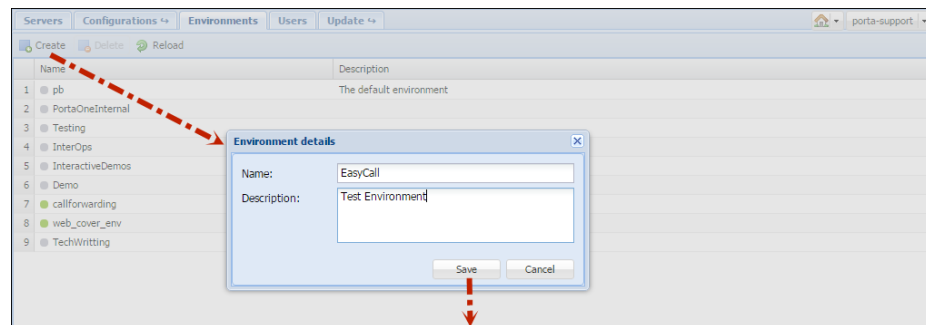 Servers Configurations ↪ Environments Users Update ↪ porta-support
Create Delete Reload
Name Description
1 pb The default environment
2 PortaOneInternal
3 Testing
4 InterOps
5 InteractiveDemos
6 Demo
7 callforwarding
8 web_cover_env
9 TechWritting
Environment details
Name: EasyCall
Description: Test Environment
Save Cancel